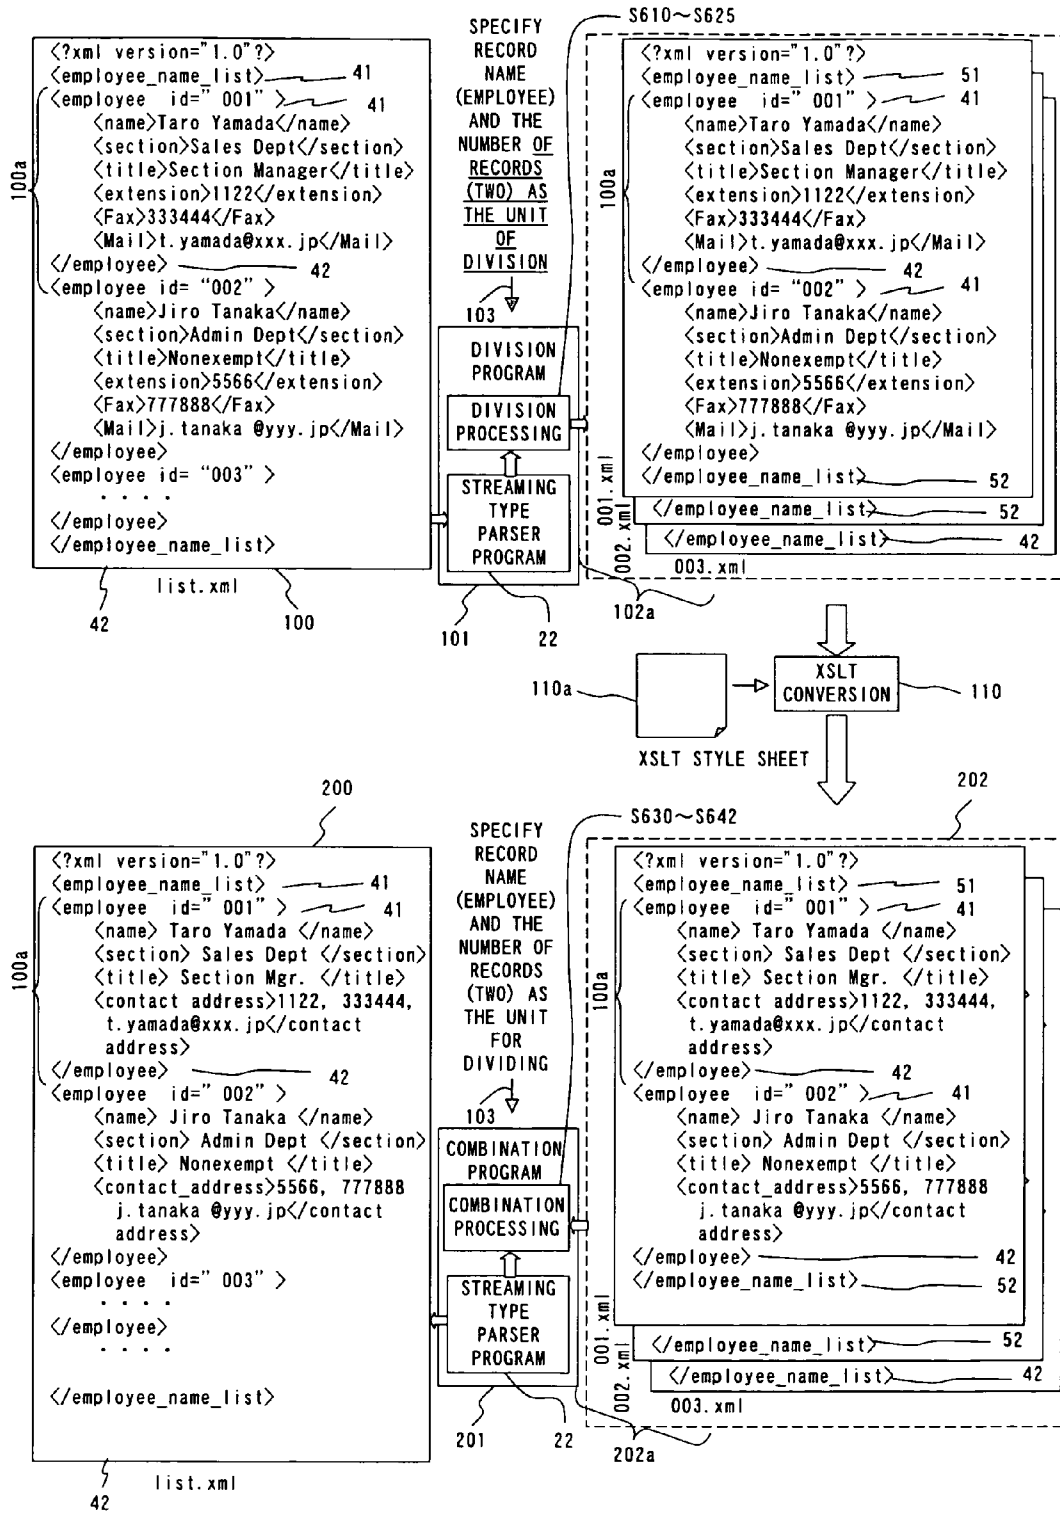 <?xml version="1.0"?>
<employee_name_list> 41
<employee id=" 001" > 41
<name>Taro Yamada</name>
<section>Sales Dept</section>
<title>Section Manager</title>
<extension>1122</extension>
<Fax>333444</Fax>
<Mail>t.yamada@xxx.jp</Mail>
</employee> 42
<employee id= "002" >
<name>Jiro Tanaka</name>
<section>Admin Dept</section>
<title>Nonexempt</title>
<extension>5566</extension>
<Fax>777888</Fax>
<Mail>j.tanaka @yyy.jp</Mail>
</employee>
<employee id= "003" >
. . . .
</employee>
</employee_name_list>
100a
list.xml
42
100
SPECIFY
RECORD
NAME
(EMPLOYEE)
AND THE
NUMBER OF
RECORDS
(TWO) AS
THE UNIT
OF
DIVISION
103
DIVISION
PROGRAM
DIVISION
PROCESSING
STREAMING
TYPE
PARSER
PROGRAM
101
22
S610~S625
<?xml version="1.0"?>
<employee_name_list> 51
<employee id=" 001" > 41
<name>Taro Yamada</name>
<section>Sales Dept</section>
<title>Section Manager</title>
<extension>1122</extension>
<Fax>333444</Fax>
<Mail>t.yamada@xxx.jp</Mail>
</employee> 42
<employee id= "002" > 41
<name>Jiro Tanaka</name>
<section>Admin Dept</section>
<title>Nonexempt</title>
<extension>5566</extension>
<Fax>777888</Fax>
<Mail>j.tanaka @yyy.jp</Mail>
</employee>
</employee_name_list> 52
</employee_name_list> 52
</employee_name_list> 42
100a
001.xml
002.xml
003.xml
102a
110a
XSLT STYLE SHEET
XSLT
CONVERSION
110
200
<?xml version="1.0"?>
<employee_name_list> 41
<employee id=" 001" > 41
<name> Taro Yamada </name>
<section> Sales Dept </section>
<title> Section Mgr. </title>
<contact address>1122, 333444,
t.yamada@xxx.jp</contact
address>
</employee> 42
<employee id=" 002" >
<name> Jiro Tanaka </name>
<section> Admin Dept </section>
<title> Nonexempt </title>
<contact_address>5566, 777888
j.tanaka @yyy.jp</contact
address>
</employee>
<employee id=" 003" >
. . . .
</employee>
. . . .
</employee_name_list>
100a
42
list.xml
SPECIFY
RECORD
NAME
(EMPLOYEE)
AND THE
NUMBER OF
RECORDS
(TWO) AS
THE UNIT
FOR
DIVIDING
103
COMBINATION
PROGRAM
COMBINATION
PROCESSING
STREAMING
TYPE
PARSER
PROGRAM
201
22
S630~S642
202
<?xml version="1.0"?>
<employee_name_list> 51
<employee id=" 001" > 41
<name> Taro Yamada </name>
<section> Sales Dept </section>
<title> Section Mgr. </title>
<contact address>1122, 333444,
t.yamada@xxx.jp</contact
address>
</employee> 42
<employee id=" 002" > 41
<name> Jiro Tanaka </name>
<section> Admin Dept </section>
<title> Nonexempt </title>
<contact_address>5566, 777888
j.tanaka @yyy.jp</contact
address>
</employee> 42
</employee_name_list> 52
</employee_name_list> 52
</employee_name_list> 42
100a
001.xml
002.xml
003.xml
202a